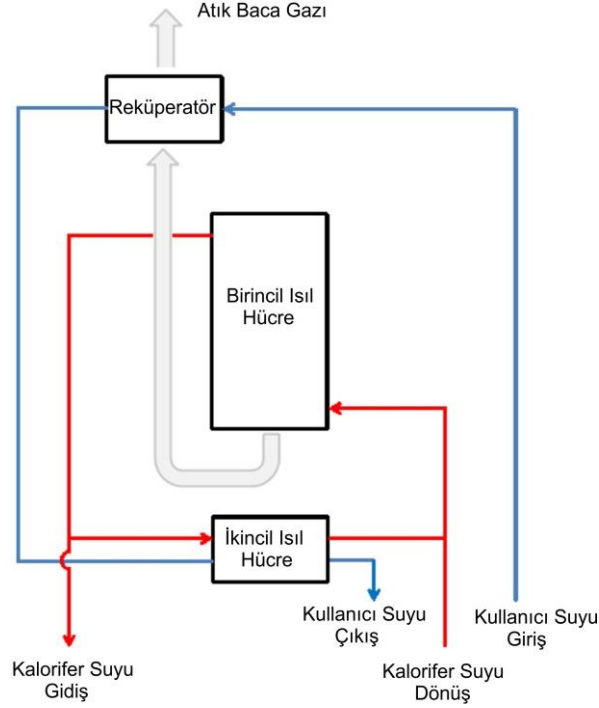 Atık Baca Gazı
Reküperatör
Birincil Isıl
Hücre
İkincil Isıl
Hücre
Kullanıcı Suyu
Çıkış
Kullanıcı Suyu
Giriş
Kalorifer Suyu
Gidiş
Kalorifer Suyu
Dönüş